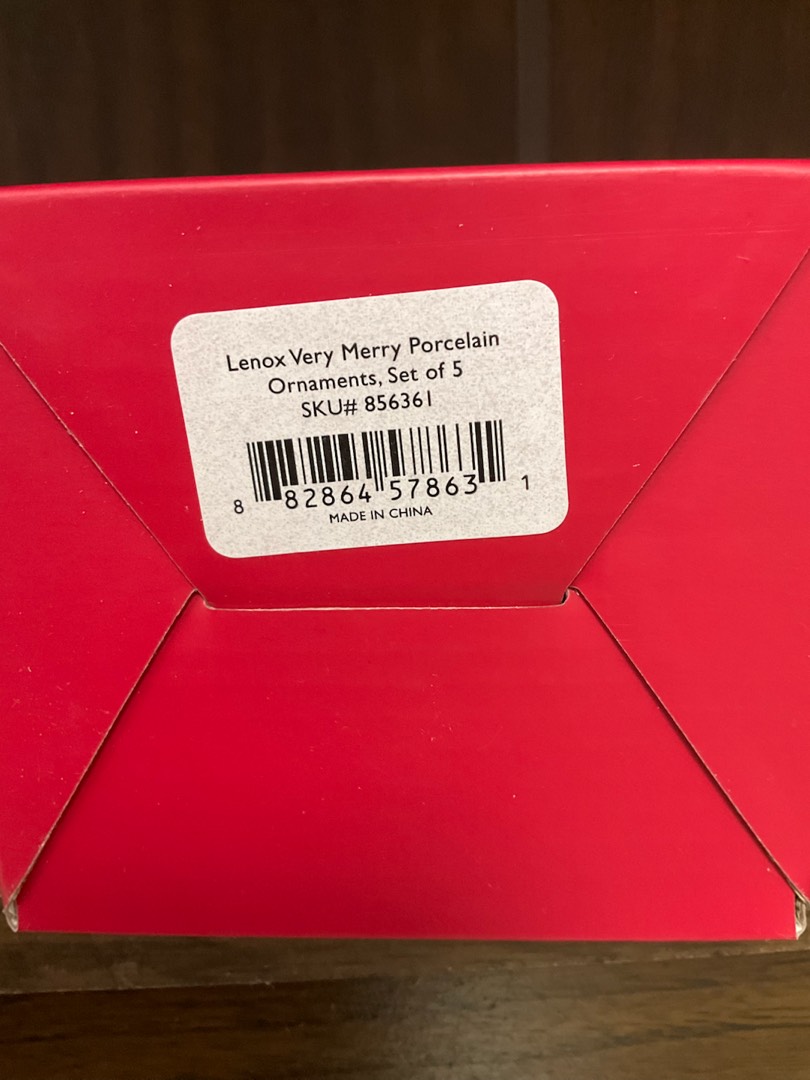 Lenox Very Merry Porcelain
Ornaments, Set of 5
SKU# 856361
8 82864 57863 1
MADE IN CHINA